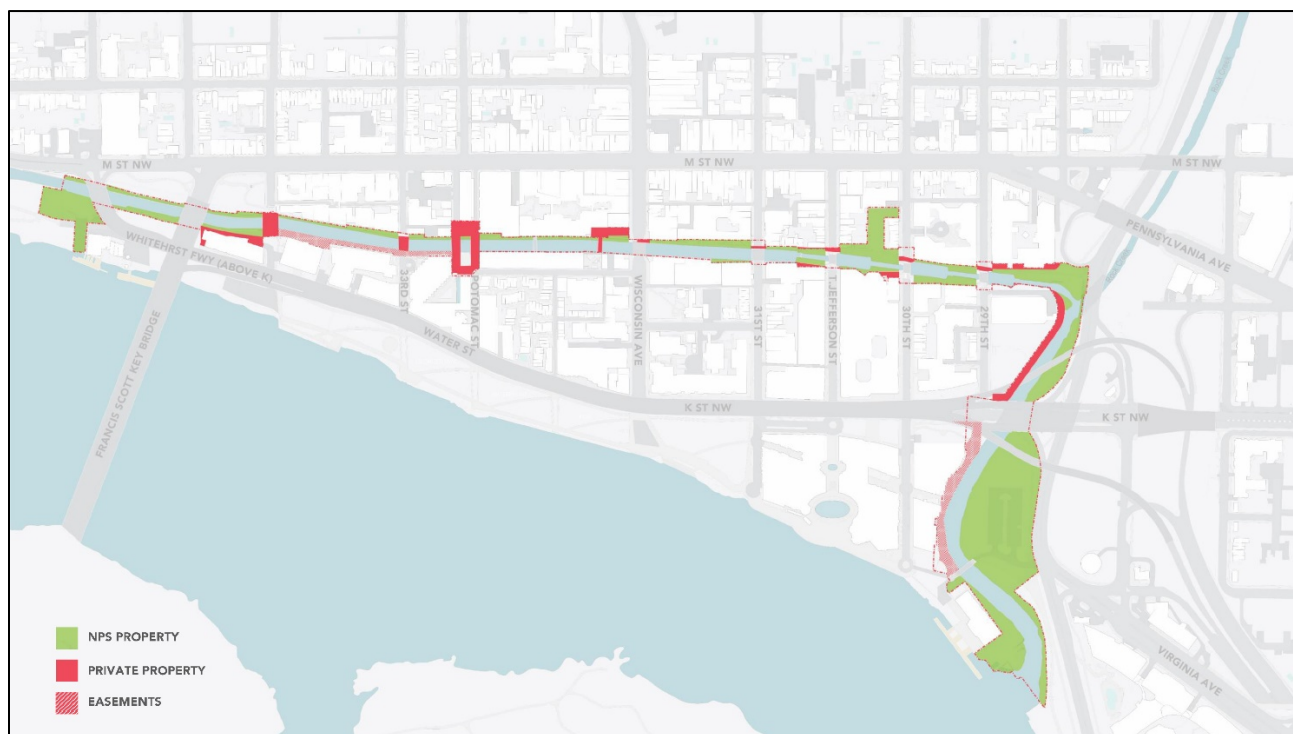 M ST NW
M ST NW
M ST NW
PENNSYLVANIA AVE
WHITEHRST FWY (ABOVE K)
33RD ST
POTOMAC ST
WISCONSIN AVE
31ST ST
T.JEFFERSON ST
30TH ST
29TH ST
FRANCIS SCOTT KEY BRIDGE
WATER ST
K ST NW
K ST NW
VIRGINIA AVE
NPS PROPERTY
PRIVATE PROPERTY
EASEMENTS